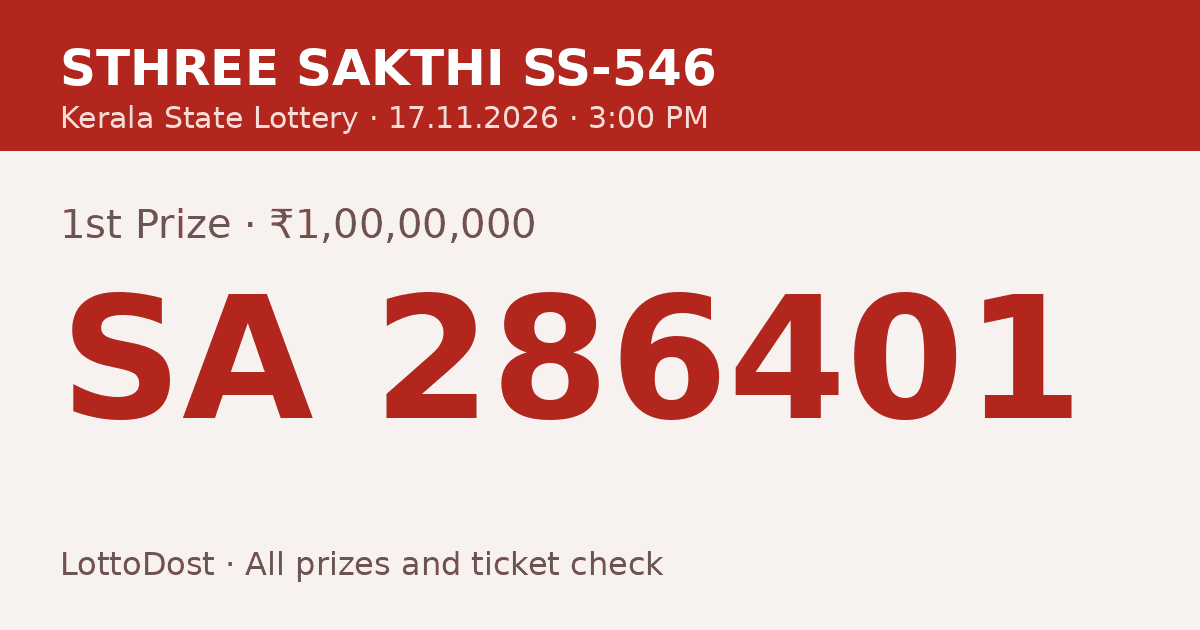 STHREE SAKTHI SS-546
Kerala State Lottery · 17.11.2026 · 3:00 PM
1st Prize · ₹1,00,00,000
SA 286401
LottoDost · All prizes and ticket check